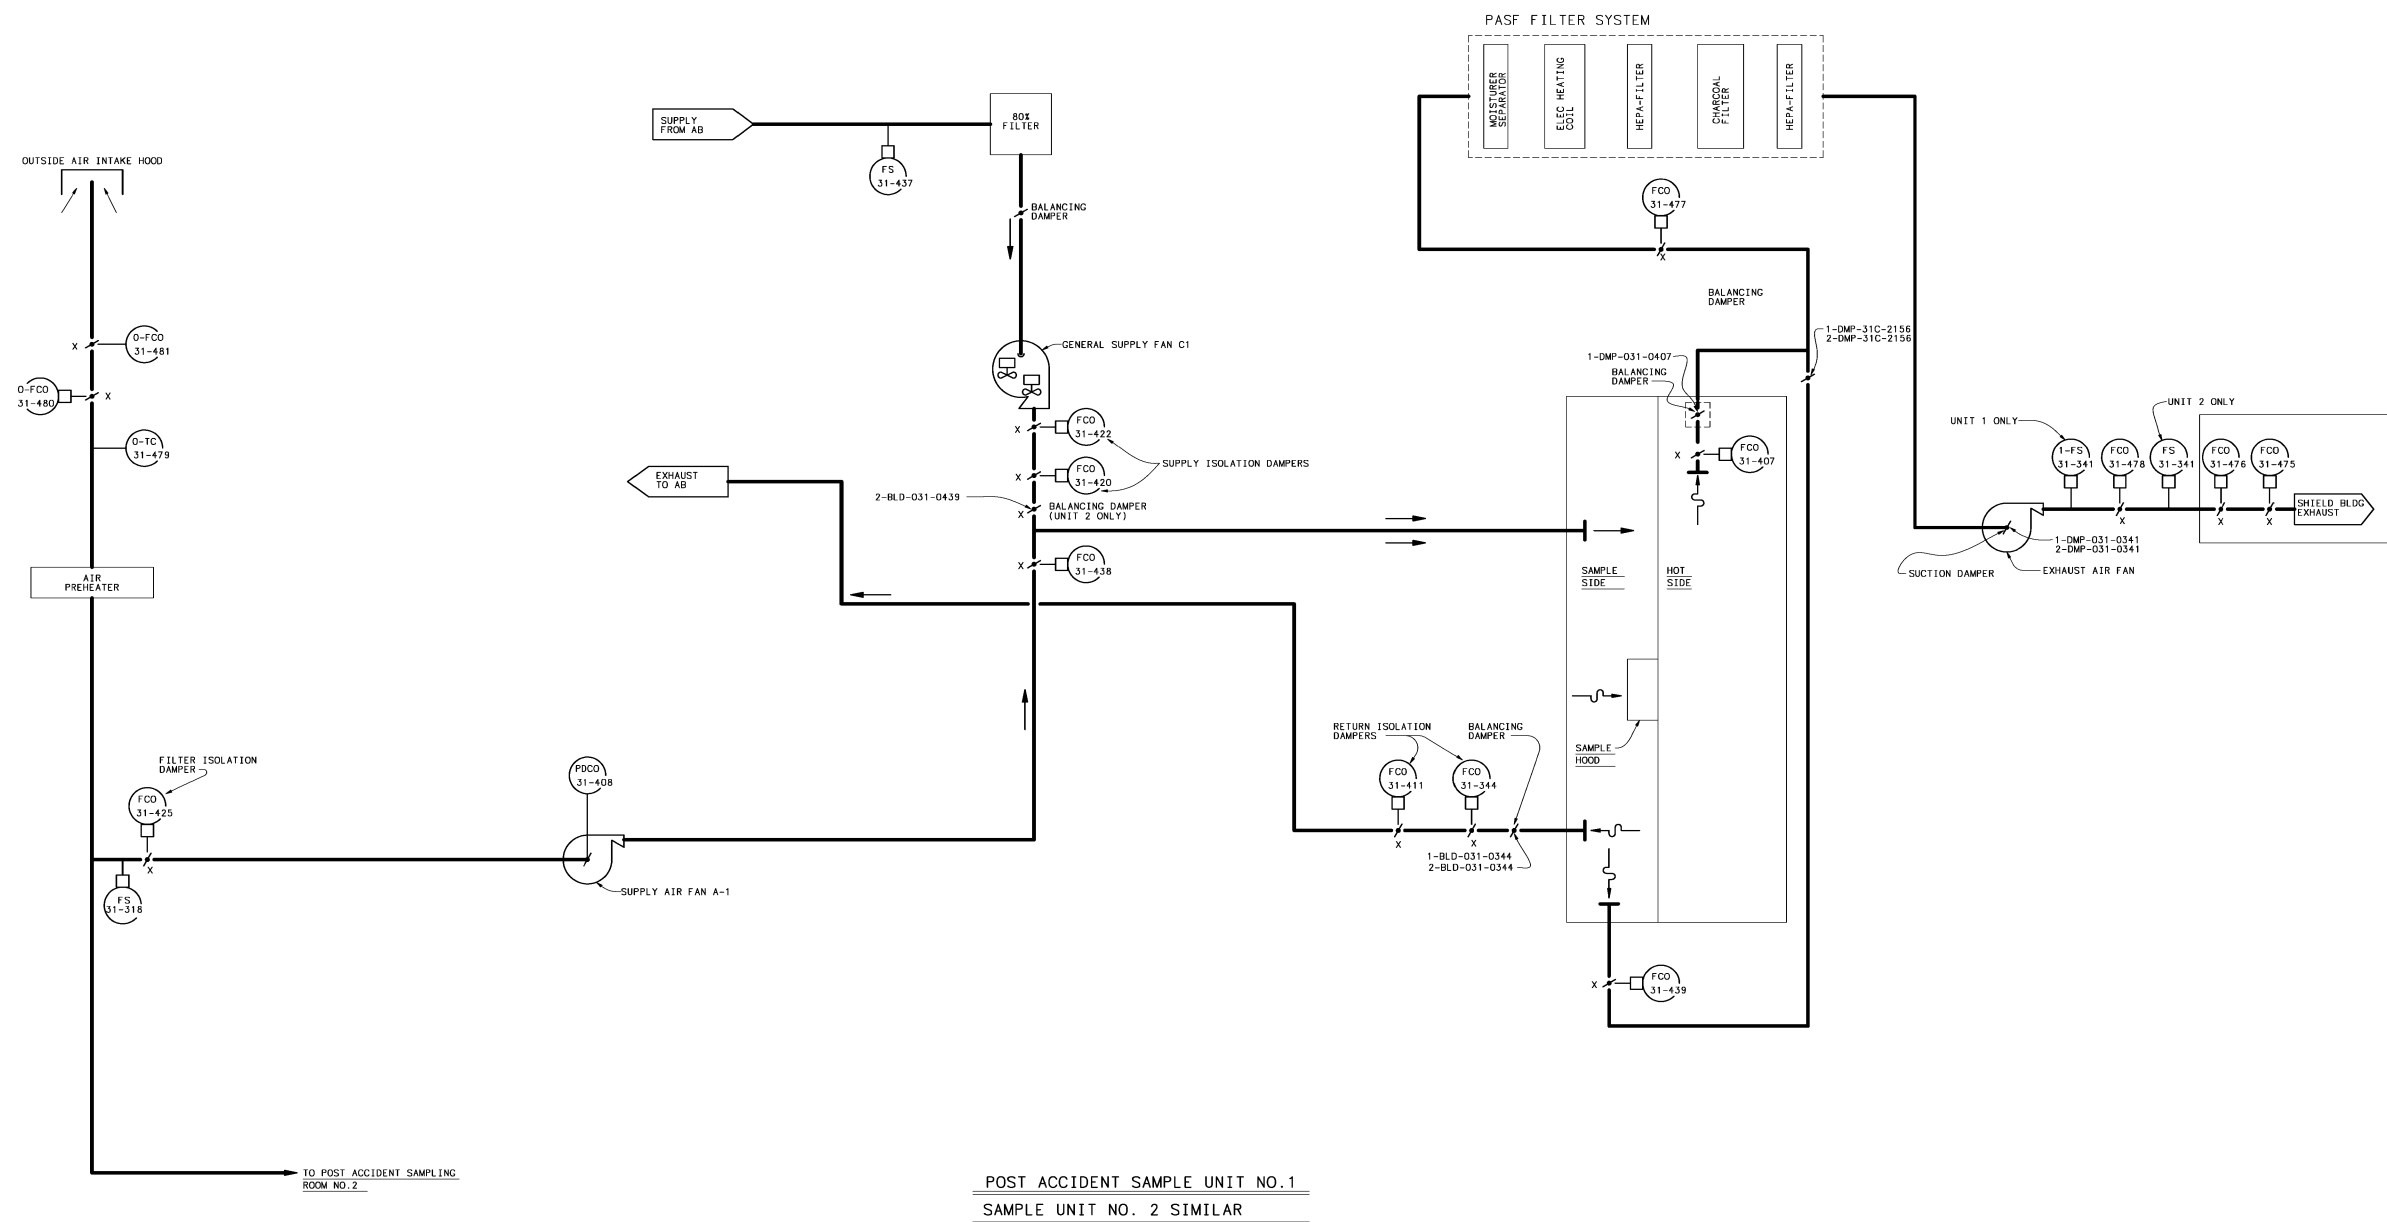 PASF FILTER SYSTEM
MOISTURER
SEPARATOR
ELEC HEATING
COIL
HEPA-FILTER
CHARCOAL
FILTER
HEPA-FILTER
SUPPLY
FROM AB
80%
FILTER
FS
31-437
OUTSIDE AIR INTAKE HOOD
BALANCING
DAMPER
FCO
31-477
X
BALANCING
DAMPER
1-DMP-31C-2156
2-DMP-31C-2156
O-FCO
31-481
X
O-FCO
31-480
X
O-TC
31-479
GENERAL SUPPLY FAN C1
1-DMP-031-0407
BALANCING
DAMPER
X
FCO
31-422
X
FCO
31-420
SUPPLY ISOLATION DAMPERS
2-BLD-031-0439
X
BALANCING DAMPER
(UNIT 2 ONLY)
X
FCO
31-438
EXHAUST
TO AB
X
FCO
31-407
UNIT 1 ONLY
UNIT 2 ONLY
1-FS
31-341
FCO
31-478
FS
31-341
FCO
31-476
FCO
31-475
X
X
X
SHIELD BLDG
EXHAUST
1-DMP-031-0341
2-DMP-031-0341
SUCTION DAMPER
EXHAUST AIR FAN
SAMPLE
SIDE
HOT
SIDE
AIR
PREHEATER
SAMPLE
HOOD
RETURN ISOLATION
DAMPERS
BALANCING
DAMPER
FCO
31-411
FCO
31-344
X
X
1-BLD-031-0344
2-BLD-031-0344
FILTER ISOLATION
DAMPER
FCO
31-425
X
FS
31-318
PDCO
31-408
SUPPLY AIR FAN A-1
X
FCO
31-439
TO POST ACCIDENT SAMPLING
ROOM NO.2
POST ACCIDENT SAMPLE UNIT NO.1
SAMPLE UNIT NO. 2 SIMILAR